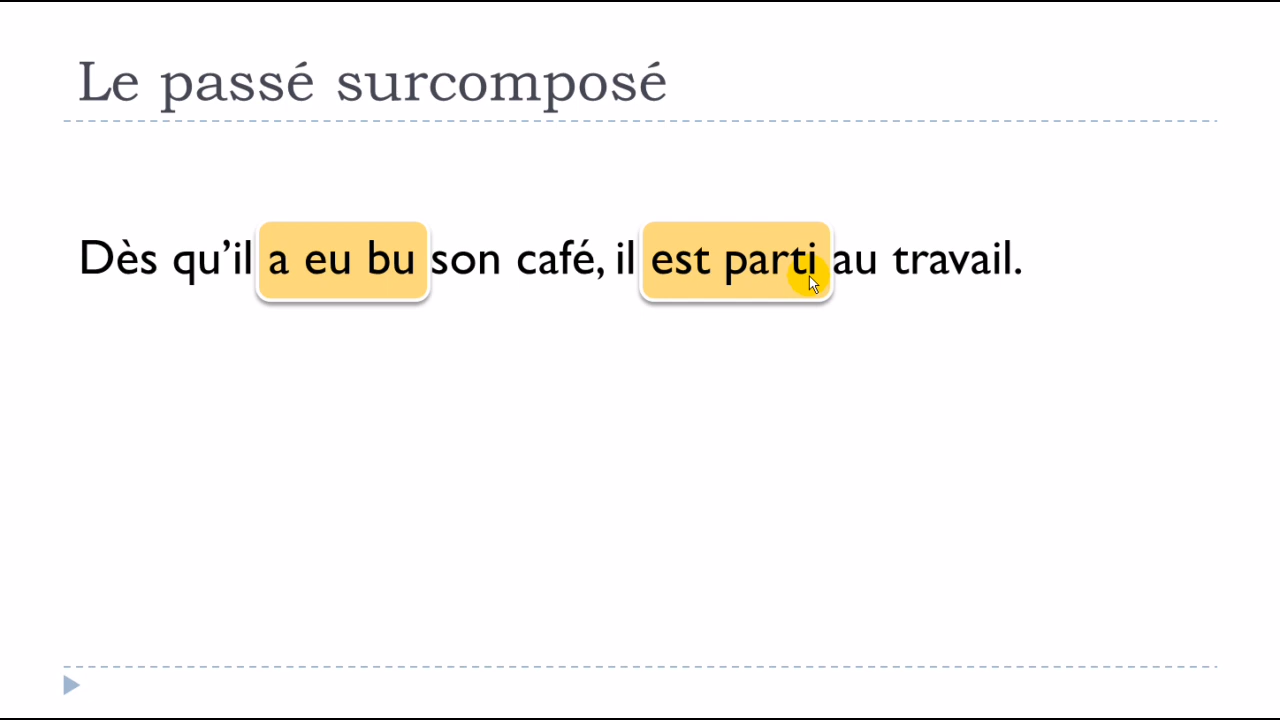 Le passé surcomposé
Dès qu’il a eu bu son café, il est parti au travail.